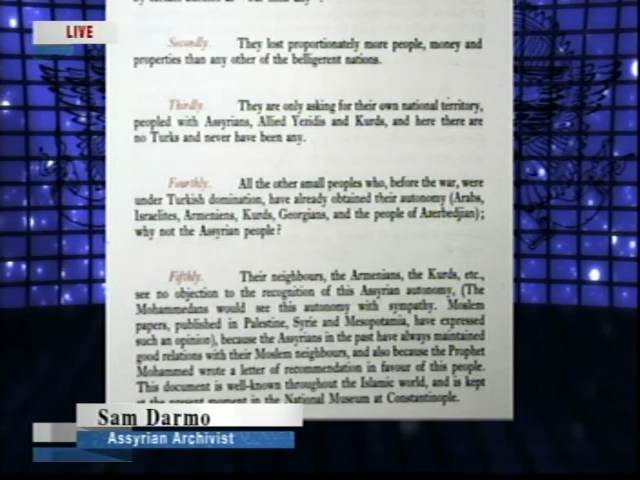 LIVE
Secondly. They lost proportionately more people, money and
properties than any other of the belligerent nations.
Thirdly. They are only asking for their own national territory,
peopled with Assyrians, Allied Yezidis and Kurds, and here there are
no Turks and never have been any.
Fourthly. All the other small peoples who, before the war, were
under Turkish domination, have already obtained their autonomy (Arabs,
Israelites, Armeniens, Kurds, Georgians, and the people of Azerbedjian);
why not the Assyrian people?
Fifthly. Their neighbours, the Armenians, the Kurds, etc.,
see no objection to the recognition of this Assyrian autonomy, (The
Mohammedans would see this autonomy with sympathy. Moslem
papers, published in Palestine, Syrie and Mesopotamia, have expressed
such an opinion), because the Assyrians in the past have always maintained
good relations with their Moslem neighbours, and also because the Prophet
Mohammed wrote a letter of recommendation in favour of this people.
This document is well-known throughout the Islamic world, and is kept
at the present moment in the National Museum at Constantinople.
Sam Darmo
Assyrian Archivist